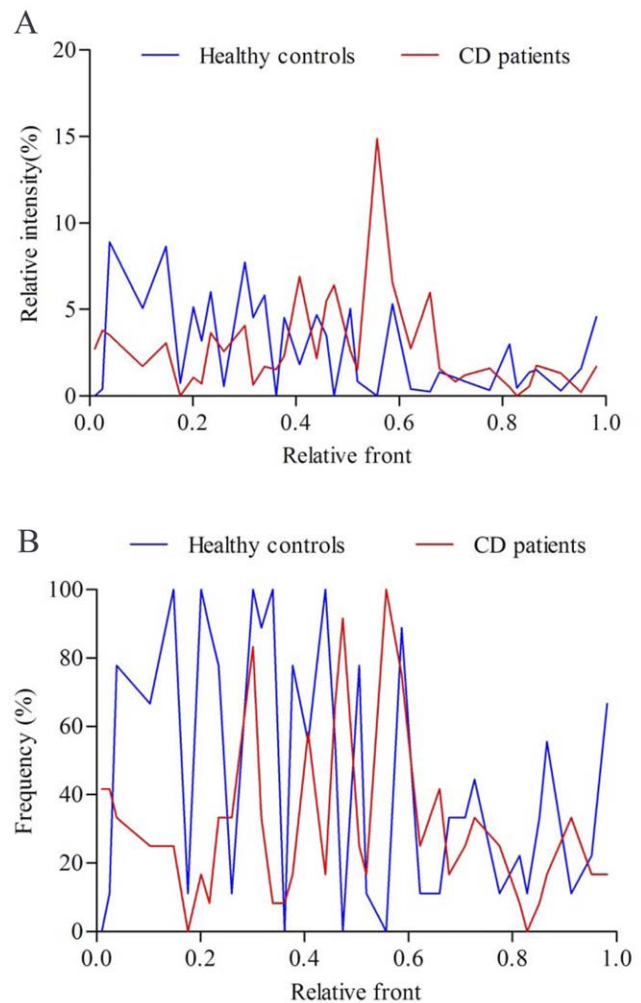 A
Healthy controls CD patients
20
15
10
5
0
Relative intensity(%)
0.0 0.2 0.4 0.6 0.8 1.0
Relative front
B
Healthy controls CD patients
100
80
60
40
20
0
Frequency (%)
0.0 0.2 0.4 0.6 0.8 1.0
Relative front